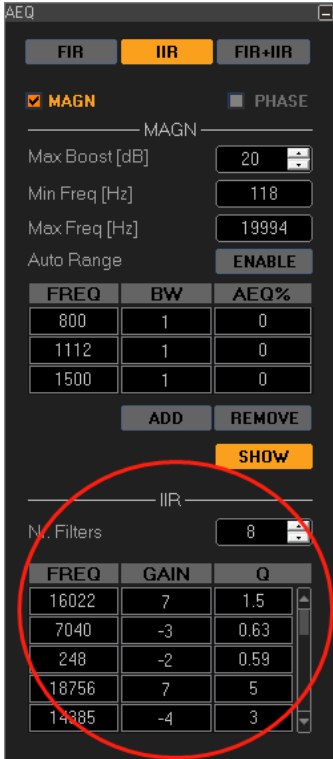 AEQ
FIR IIR FIR+IIR
MAGN PHASE
MAGN
Max Boost [dB] 20
Min Freq [Hz] 118
Max Freq [Hz] 19994
Auto Range ENABLE
FREQ BW AEQ%
800 1 0
1112 1 0
1500 1 0
ADD REMOVE
SHOW
IIR
Nr. Filters 8
FREQ GAIN Q
16022 7 1.5
7040 -3 0.63
248 -2 0.59
18756 7 5
14385 -4 3